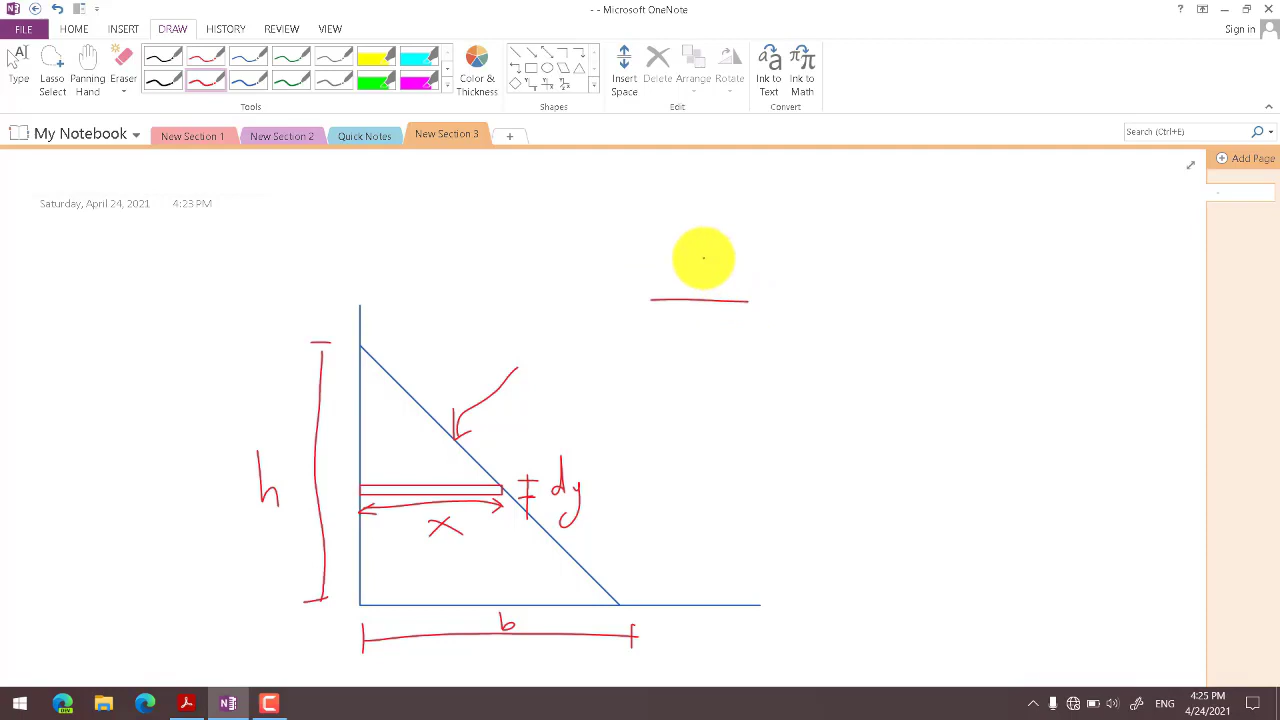 - - Microsoft OneNote
Sign in
FILE HOME INSERT DRAW HISTORY REVIEW VIEW
Type Lasso Select Panning Hand Eraser Color & Thickness Insert Space Delete Arrange Rotate Ink to Text Ink to Math
Tools Shapes Edit Convert
My Notebook New Section 1 New Section 2 Quick Notes New Section 3 +
Search (Ctrl+E)
Add Page
Saturday, April 24, 2021 4:23 PM
h
dy
x
b
4:25 PM
ENG
4/24/2021